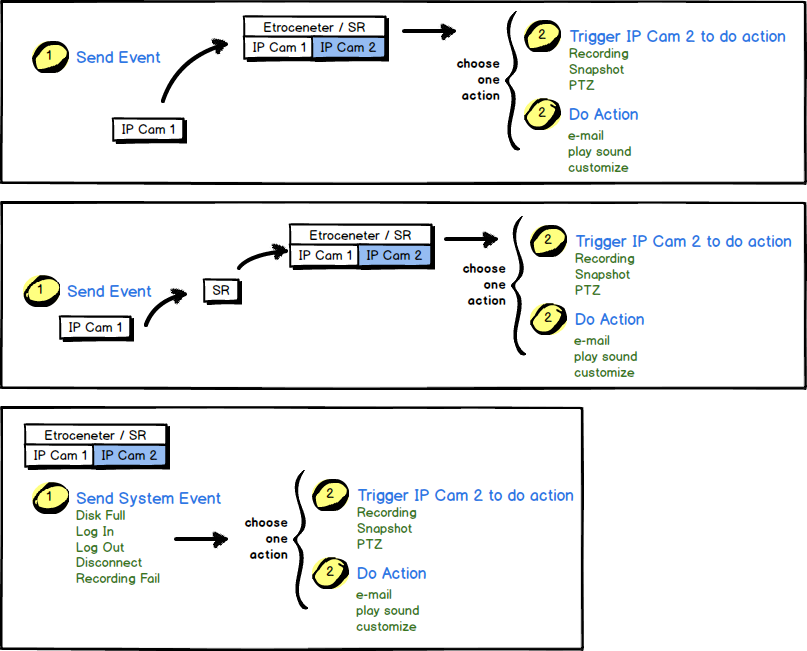 1
Send Event
IP Cam 1
Etroceneter / SR
IP Cam 1
IP Cam 2
choose
one
action
2
Trigger IP Cam 2 to do action
Recording
Snapshot
PTZ
2
Do Action
e-mail
play sound
customize
1
Send Event
IP Cam 1
SR
Etroceneter / SR
IP Cam 1
IP Cam 2
choose
one
action
2
Trigger IP Cam 2 to do action
Recording
Snapshot
PTZ
2
Do Action
e-mail
play sound
customize
Etroceneter / SR
IP Cam 1
IP Cam 2
1
Send System Event
Disk Full
Log In
Log Out
Disconnect
Recording Fail
choose
one
action
2
Trigger IP Cam 2 to do action
Recording
Snapshot
PTZ
2
Do Action
e-mail
play sound
customize